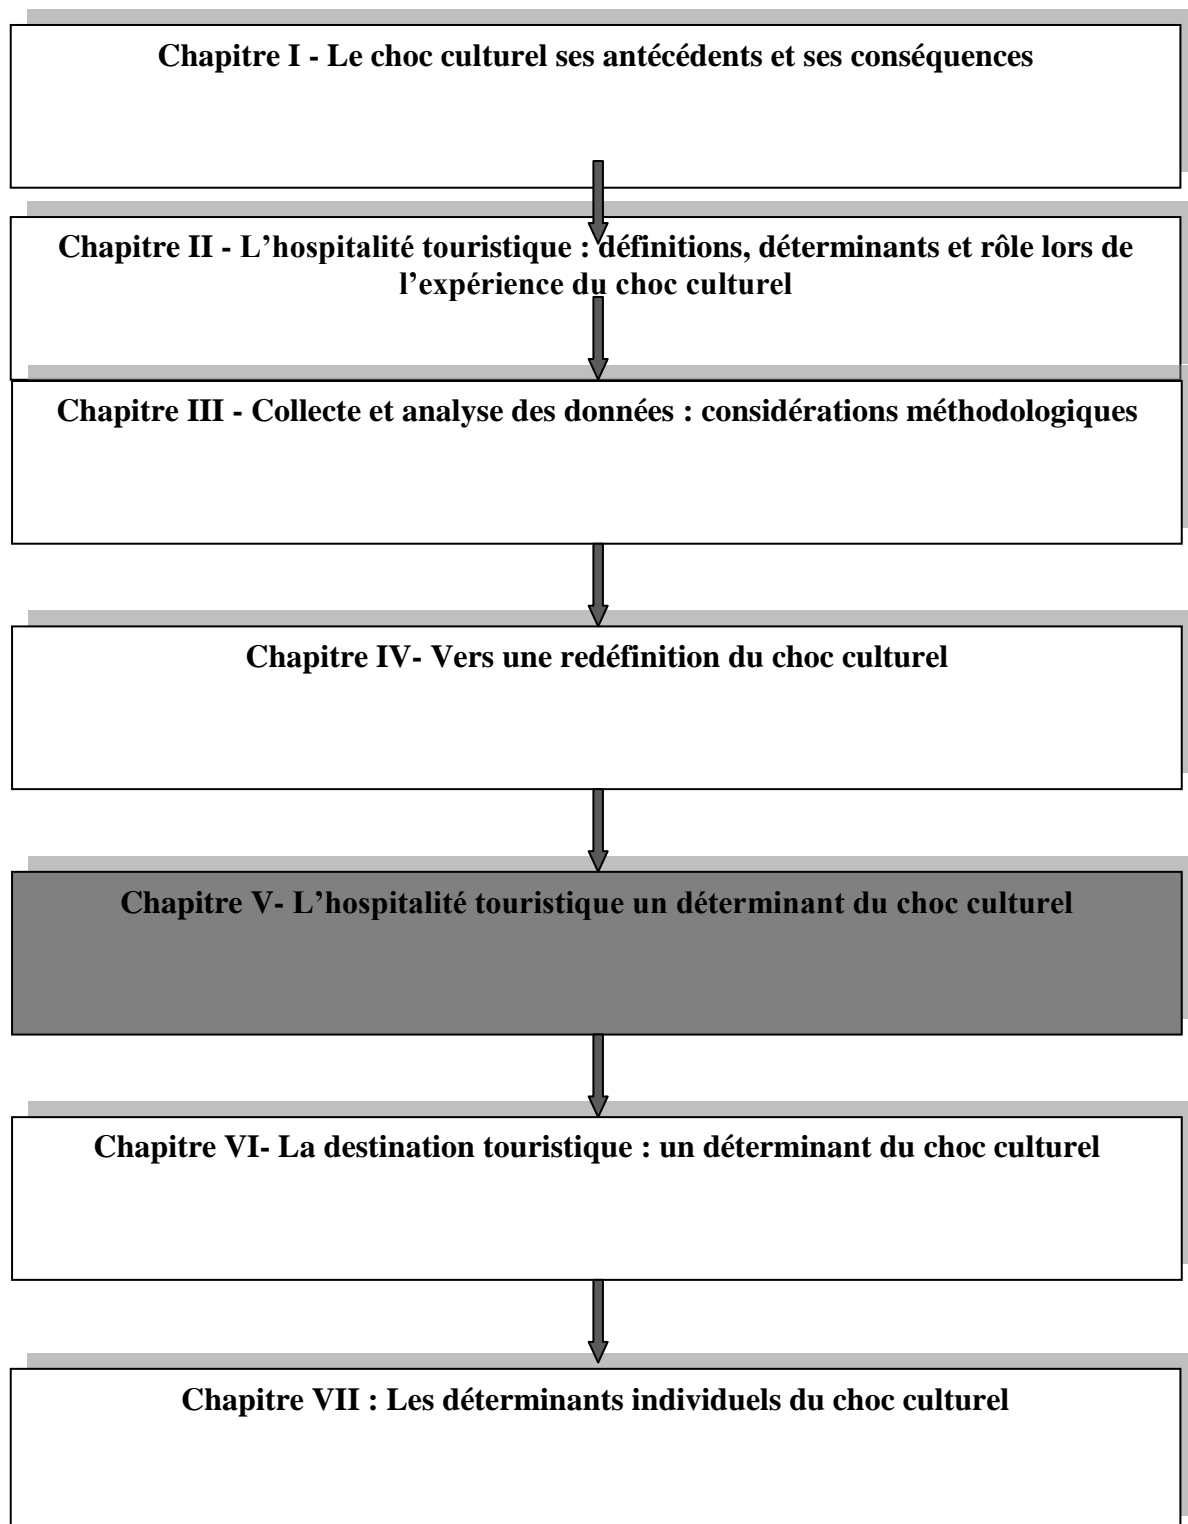 Chapitre I - Le choc culturel ses antécédents et ses conséquences
Chapitre II - L’hospitalité touristique : définitions, déterminants et rôle lors de
l’expérience du choc culturel
Chapitre III - Collecte et analyse des données : considérations méthodologiques
Chapitre IV- Vers une redéfinition du choc culturel
Chapitre V- L’hospitalité touristique un déterminant du choc culturel
Chapitre VI- La destination touristique : un déterminant du choc culturel
Chapitre VII : Les déterminants individuels du choc culturel